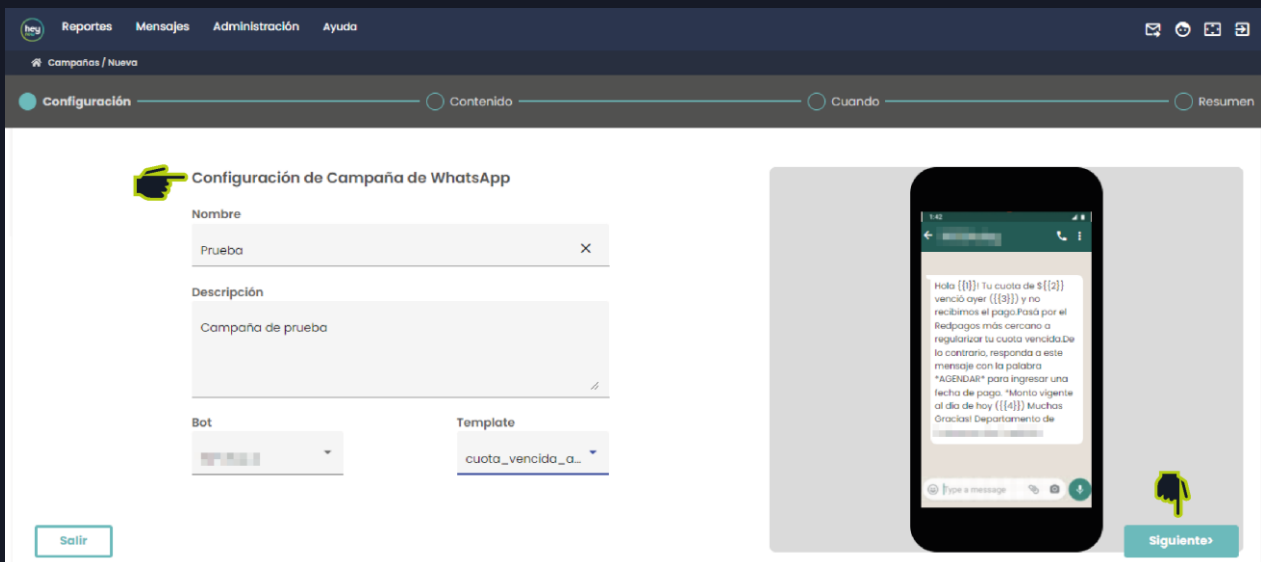 hey
Reportes Mensajes Administración Ayuda
Campañas / Nueva
Configuración Contenido Cuando Resumen
Configuración de Campaña de WhatsApp
Nombre
Prueba
Descripción
Campaña de prueba
Bot Template
cuota_vencida_a...
Salir
1:42
Hola {{1}}! Tu cuota de ${{2}}
venció ayer ({{3}}) y no
recibimos el pago.Pasá por el
Redpagos más cercano a
regularizar tu cuota vencida.De
lo contrario, responda a este
mensaje con la palabra
*AGENDAR* para ingresar una
fecha de pago. *Monto vigente
al día de hoy ({{4}}) Muchas
Gracias! Departamento de
Type a message
Siguiente>